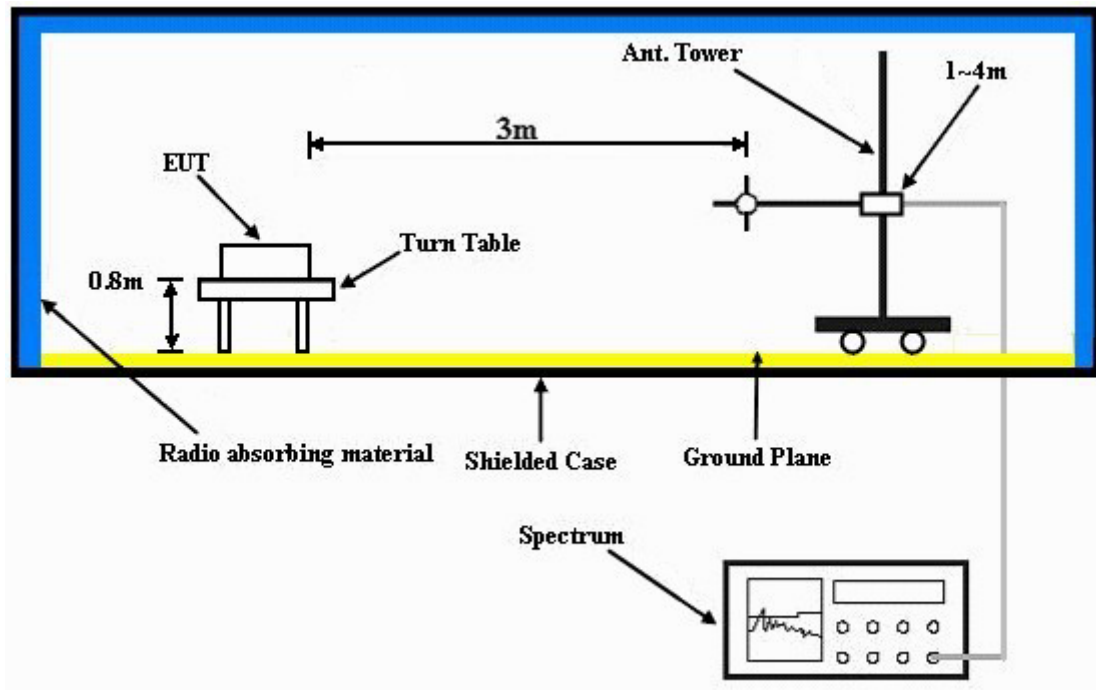 Ant. Tower
1~4m
3m
EUT
Turn Table
0.8m
Radio absorbing material
Shielded Case
Ground Plane
Spectrum